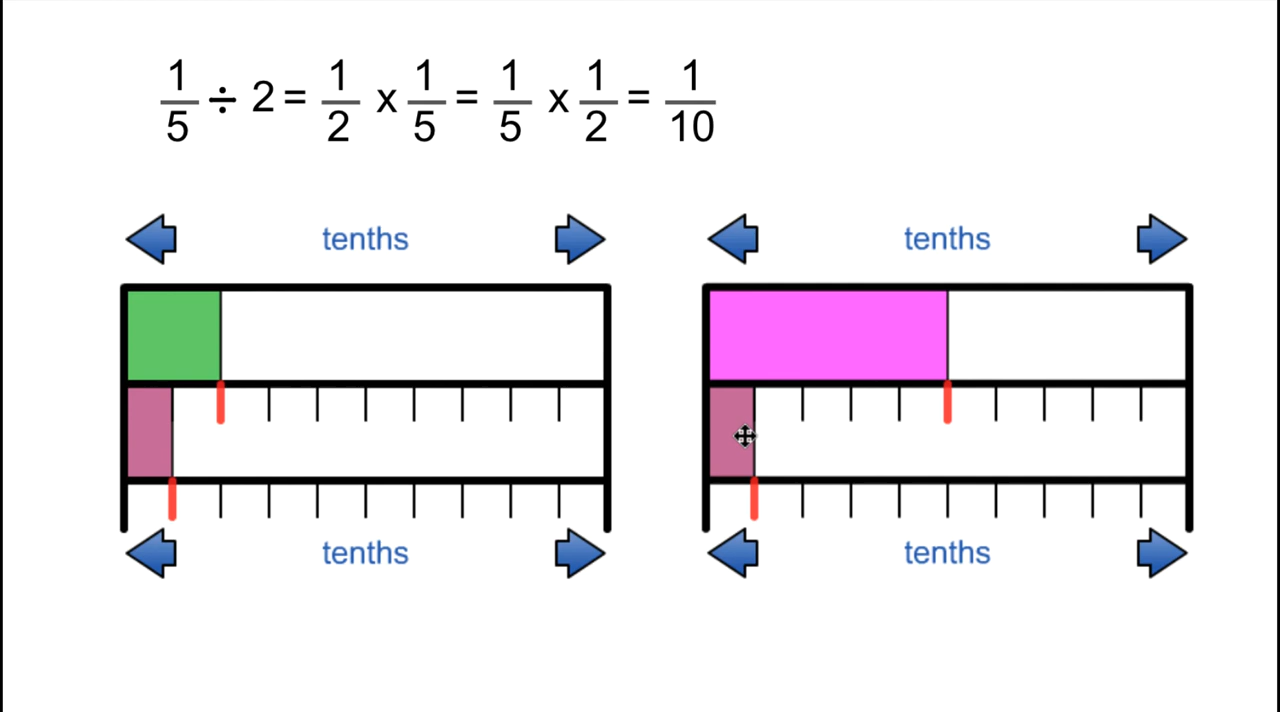 1/5 ÷ 2 = 1/2 x 1/5 = 1/5 x 1/2 = 1/10
tenths
tenths
tenths
tenths